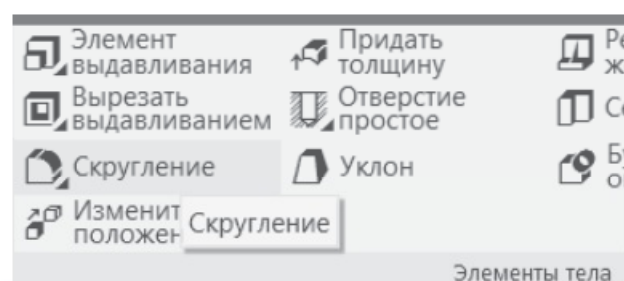 Элемент
выдавливания
Придать
толщину
Вырезать
выдавливанием
Отверстие
простое
Скругление
Уклон
Изменит
положен
Скругление
Элементы тела